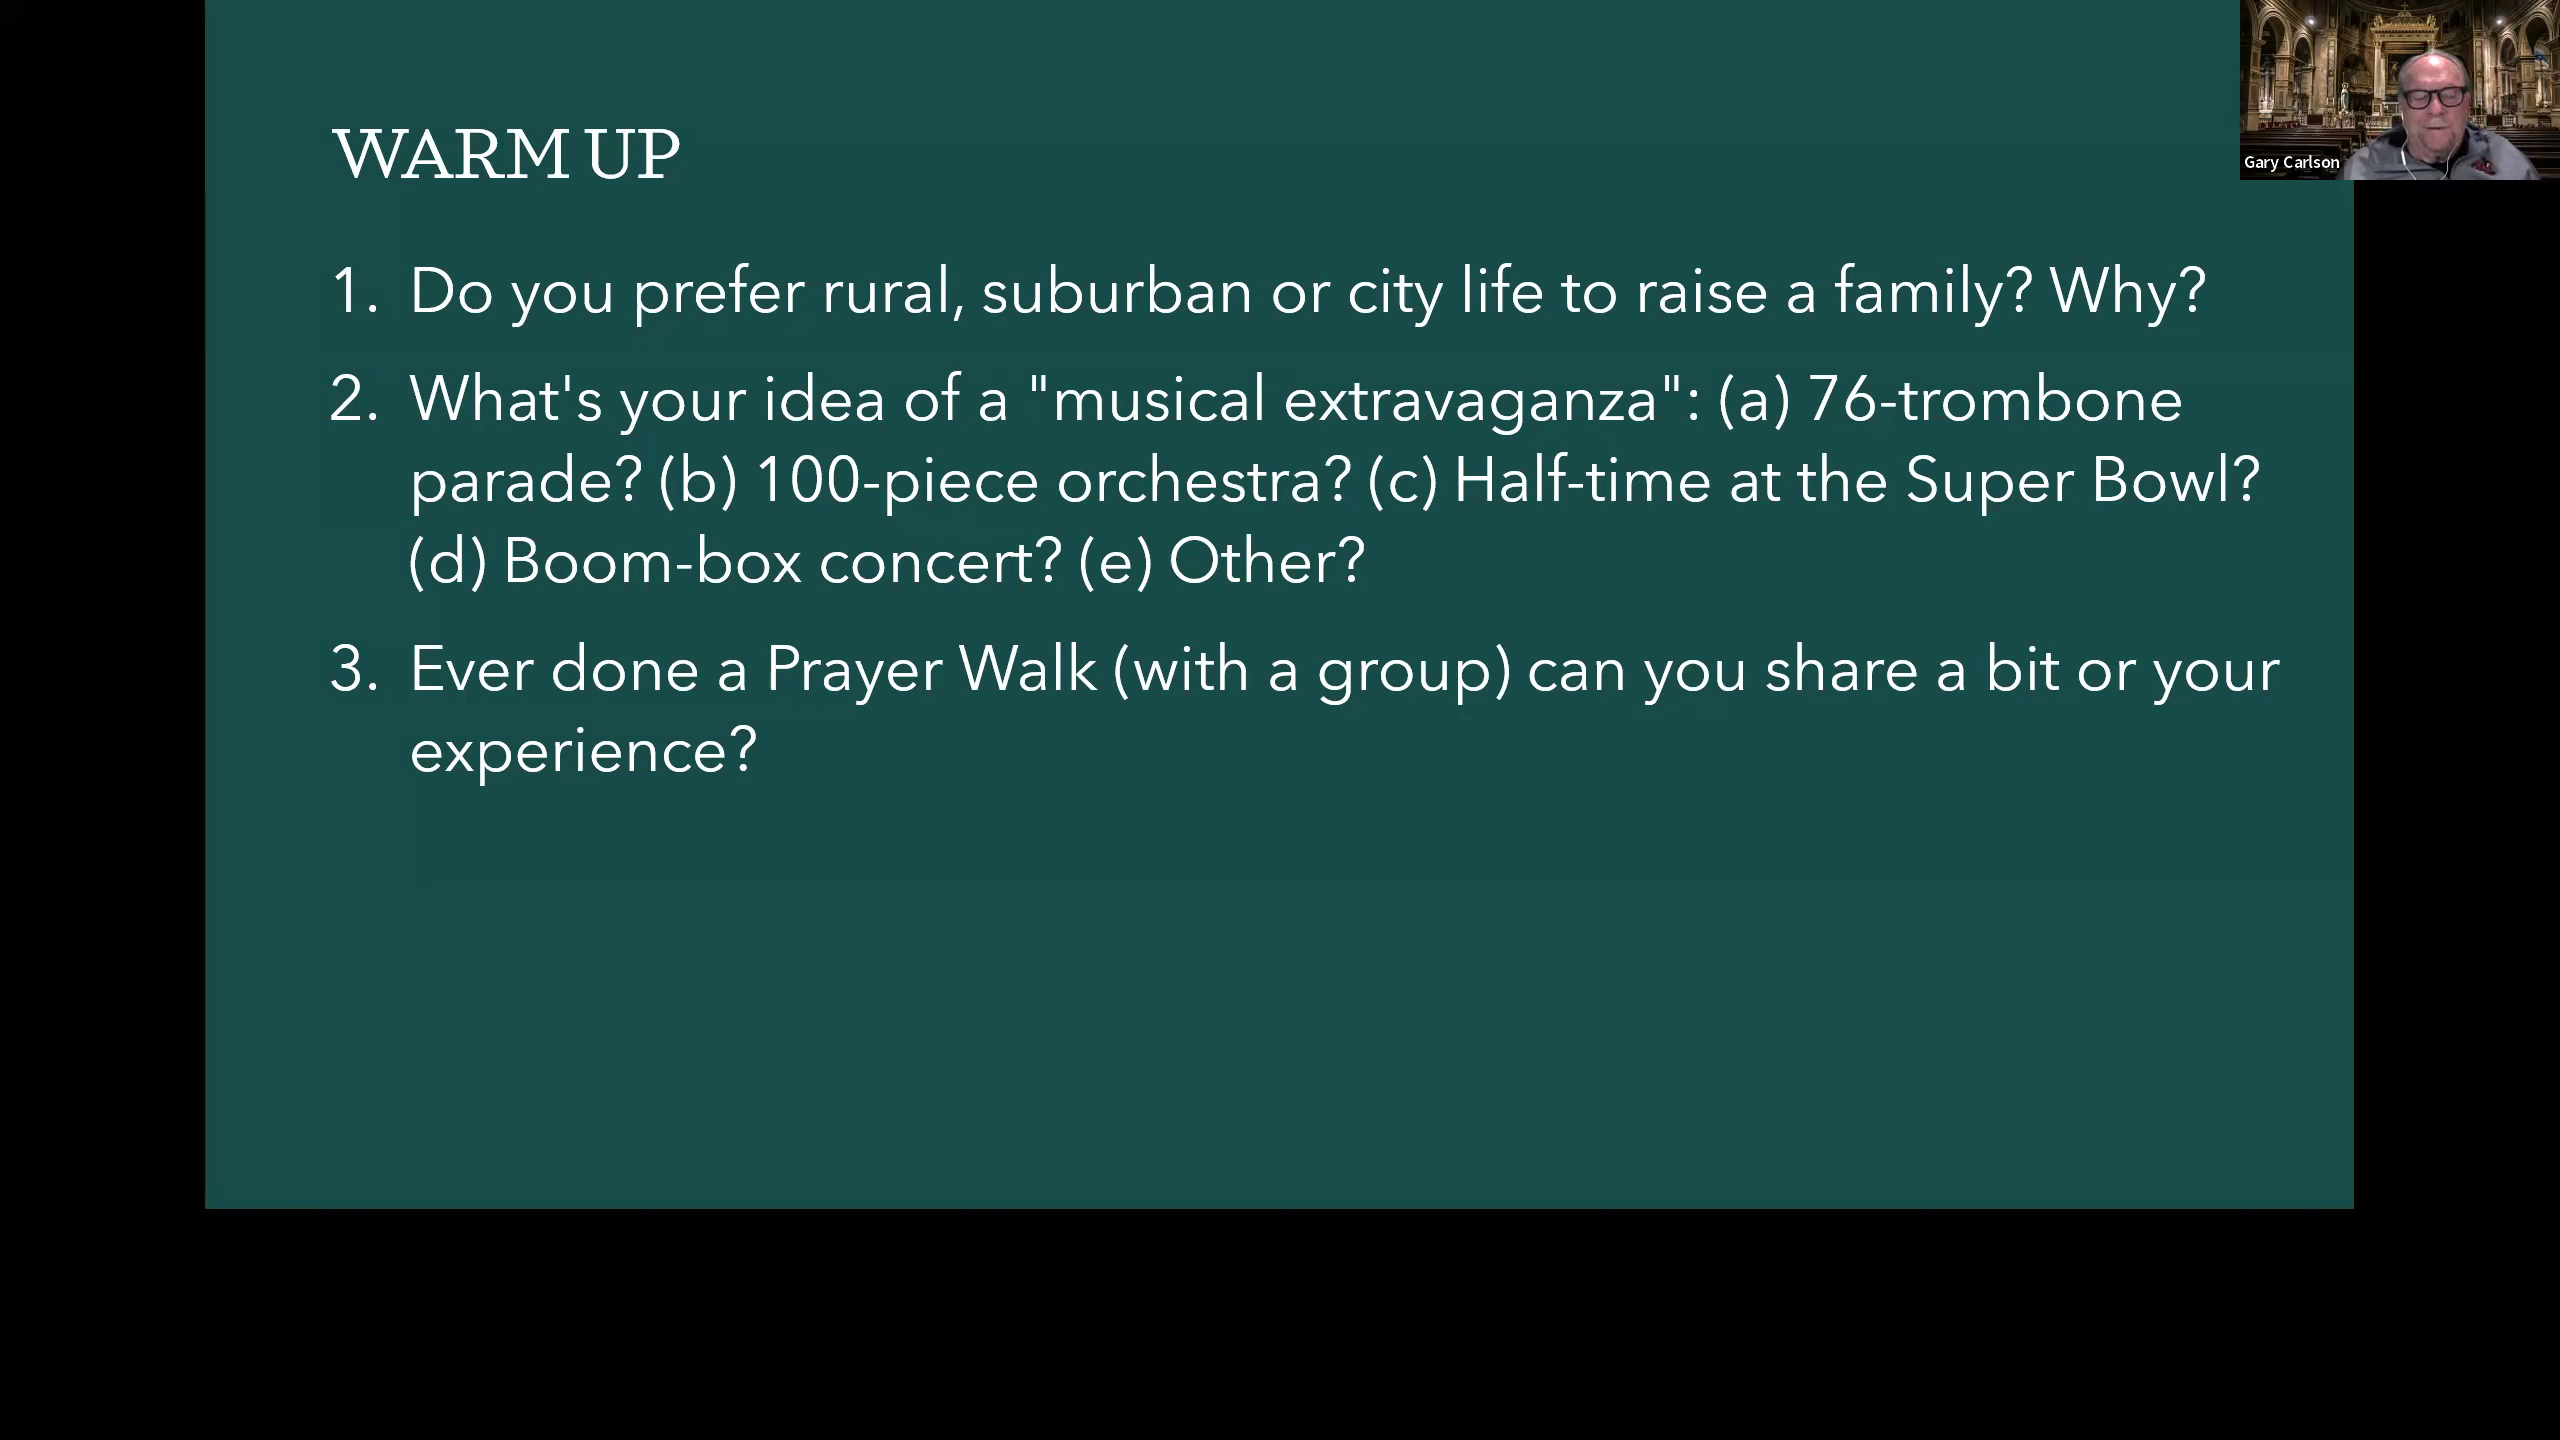 WARM UP
1. Do you prefer rural, suburban or city life to raise a family? Why?
2. What's your idea of a "musical extravaganza": (a) 76-trombone
parade? (b) 100-piece orchestra? (c) Half-time at the Super Bowl?
(d) Boom-box concert? (e) Other?
3. Ever done a Prayer Walk (with a group) can you share a bit or your
experience?
Gary Carlson